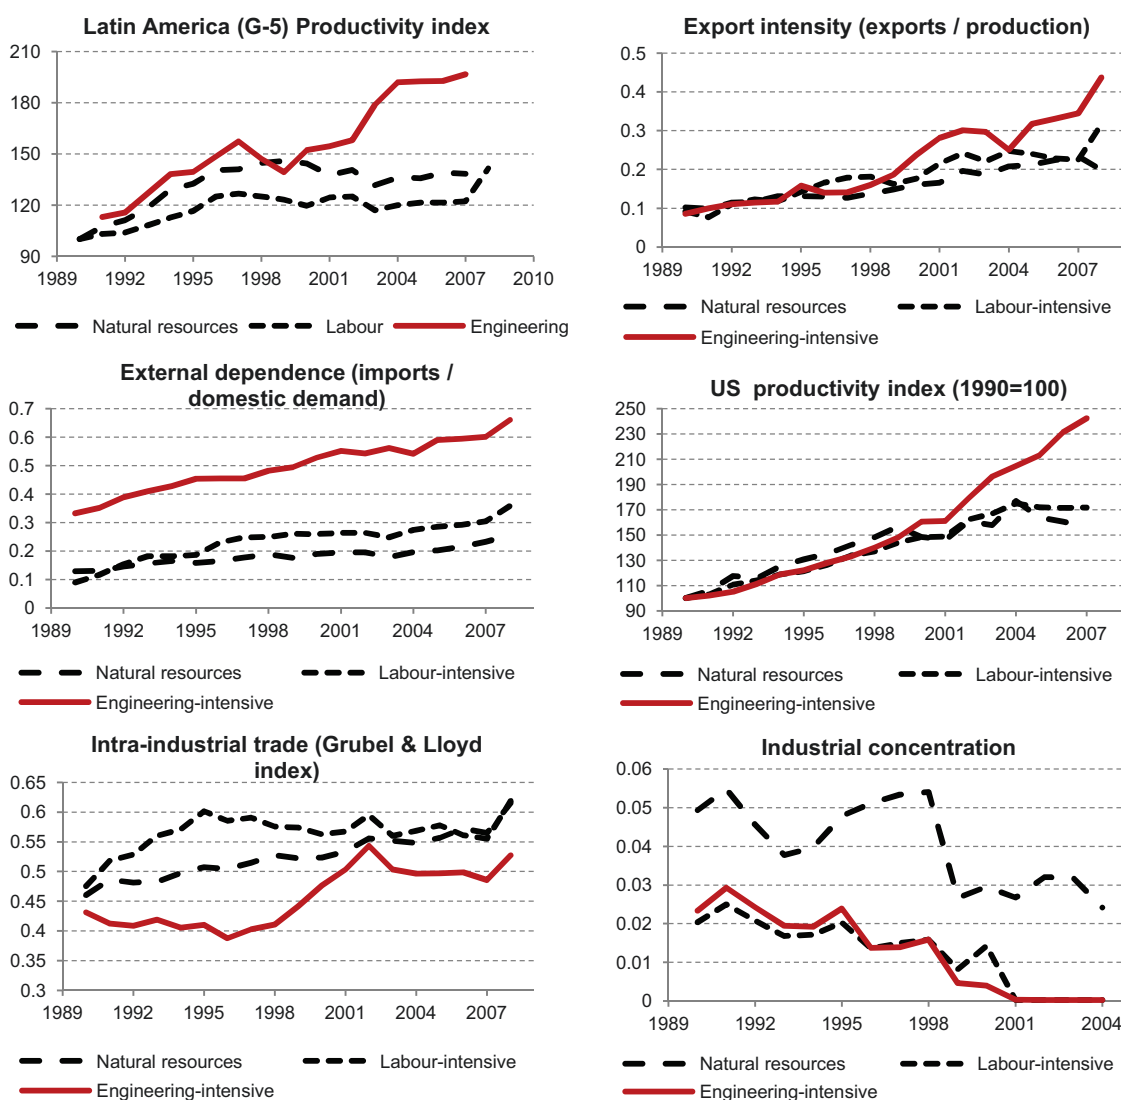 Latin America (G-5) Productivity index
210
180
150
120
90
1989 1992 1995 1998 2001 2004 2007 2010
Natural resources Labour Engineering
Export intensity (exports / production)
0.5
0.4
0.3
0.2
0.1
0
1989 1992 1995 1998 2001 2004 2007
Natural resources Labour-intensive
Engineering-intensive
External dependence (imports /
domestic demand)
0.7
0.6
0.5
0.4
0.3
0.2
0.1
0
1989 1992 1995 1998 2001 2004 2007
Natural resources Labour-intensive
Engineering-intensive
US productivity index (1990=100)
250
230
210
190
170
150
130
110
90
1989 1992 1995 1998 2001 2004 2007
Natural resources Labour-intensive
Engineering-intensive
Intra-industrial trade (Grubel & Lloyd
index)
0.65
0.6
0.55
0.5
0.45
0.4
0.35
0.3
1989 1992 1995 1998 2001 2004 2007
Natural resources Labour-intensive
Engineering-intensive
Industrial concentration
0.06
0.05
0.04
0.03
0.02
0.01
0
1989 1992 1995 1998 2001 2004
Natural resources Labour-intensive
Engineering-intensive